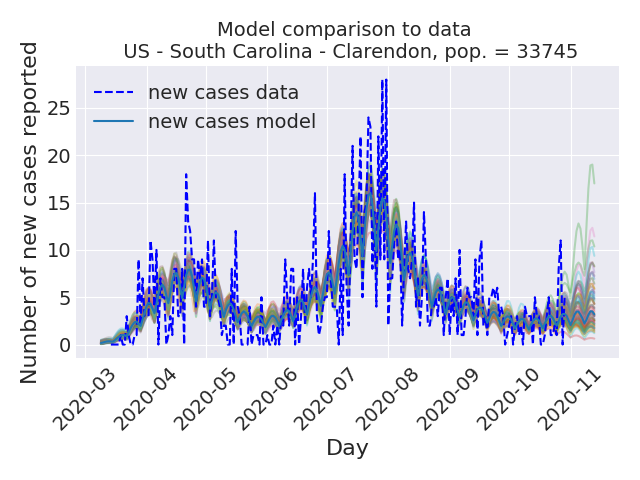 Model comparison to data
US - South Carolina - Clarendon, pop. = 33745
new cases data
new cases model
Number of new cases reported
25
20
15
10
5
0
2020-03
2020-04
2020-05
2020-06
2020-07
2020-08
2020-09
2020-10
2020-11
Day